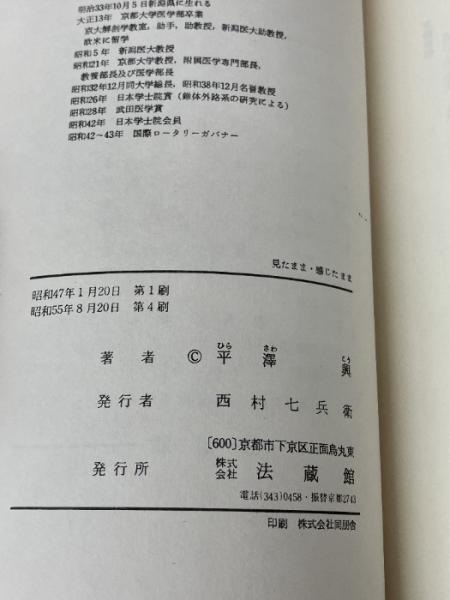 明治33年10月5日新潟県に生れる
大正13年 京都大学医学部卒業
京大解剖学教室，助手，助教授，新潟医大助教授，
欧米に留学
昭和5年 新潟医大教授
昭和21年 京都大学教授，附属医学専門部長，
教養部長及び医学部長
昭和32年12月同大学総長，昭和38年12月名誉教授
昭和26年 日本学士院賞（錐体外路系の研究による）
昭和28年 武田医学賞
昭和42年 日本学士院会員
昭和42～43年 国際ロータリーガバナー
見たまま・感じたまま
昭和47年1月20日 第1刷
昭和55年8月20日 第4刷
ひら さわ こう
著者 © 平澤興
発行者 西村七兵衛
〔600〕京都市下京区正面烏丸東
発行所 株式会社 法蔵館
電話(343)0458・振替京都2743
印刷 株式会社同朋舎